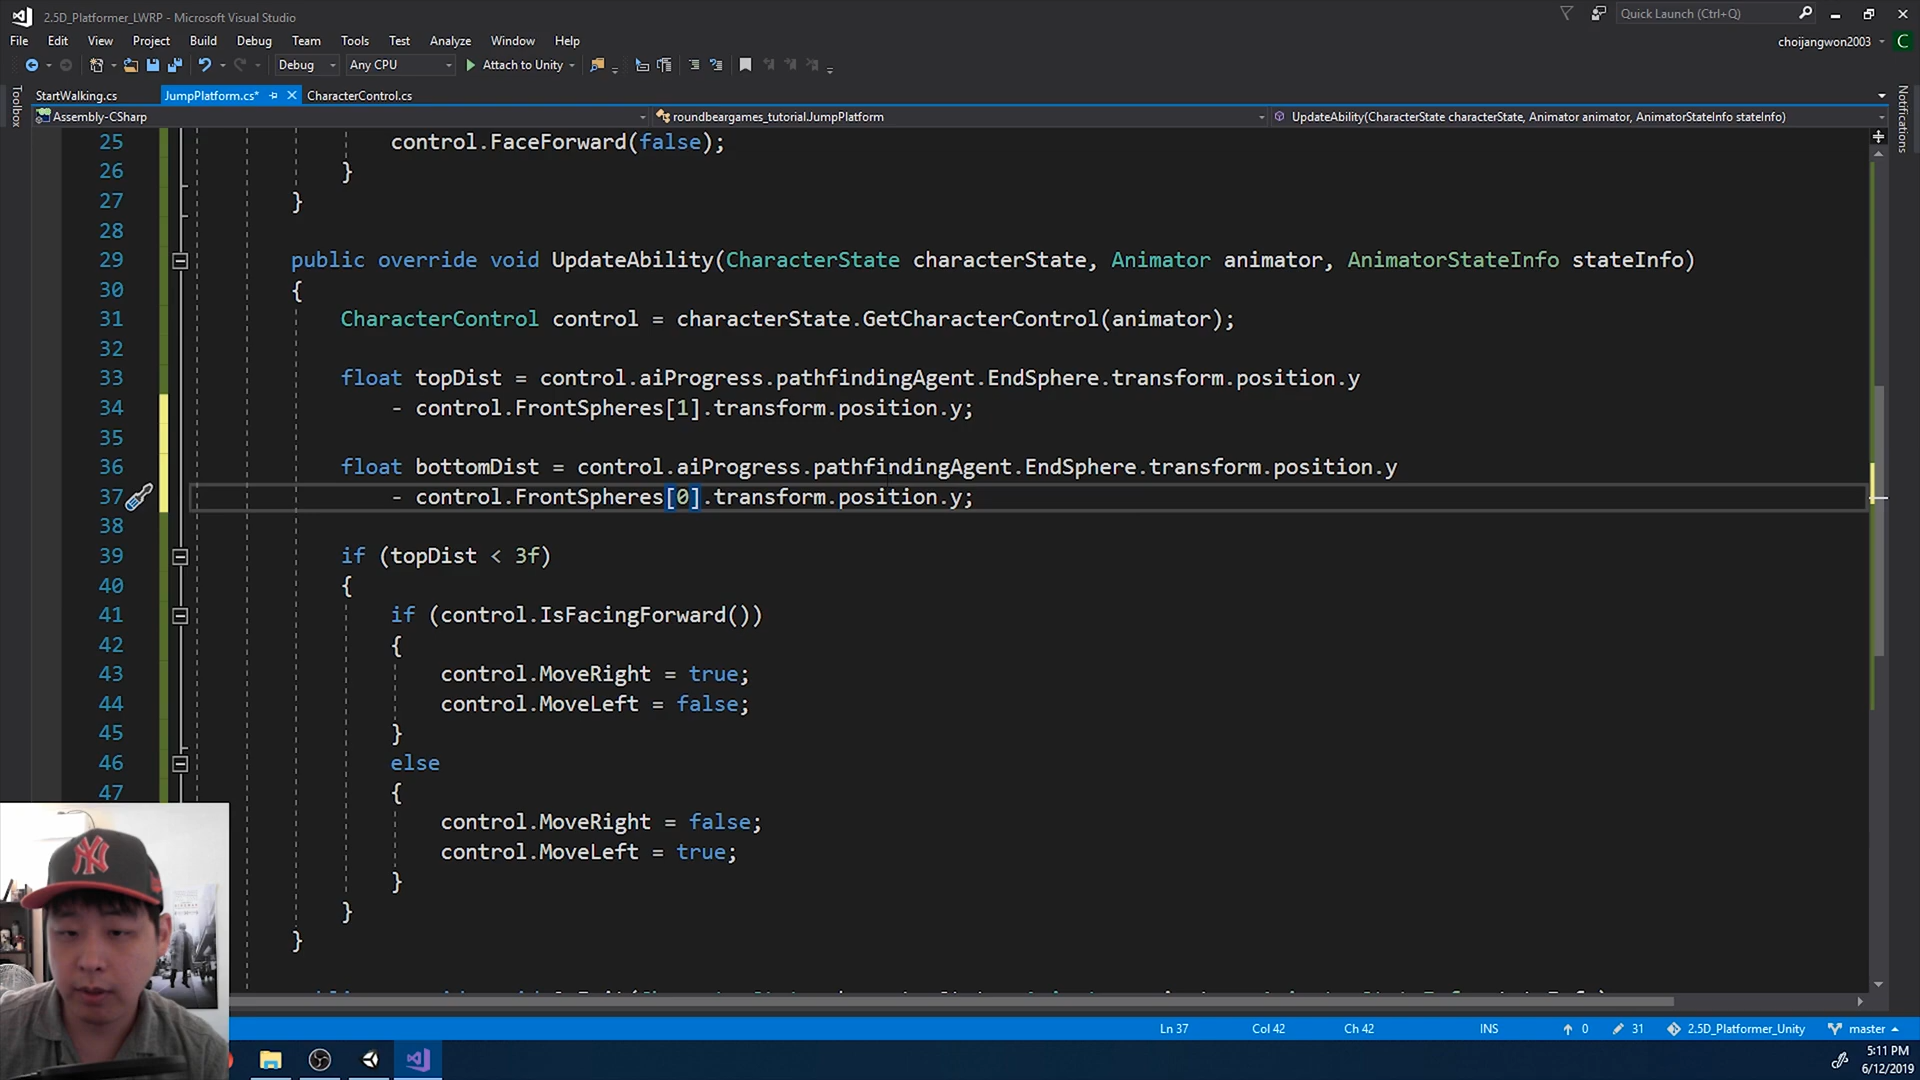 2.5D_Platformer_LWRP - Microsoft Visual Studio
Quick Launch (Ctrl+Q)
File Edit View Project Build Debug Team Tools Test Analyze Window Help
choijangwon2003 C
Debug Any CPU Attach to Unity
Toolbox
StartWalking.cs JumpPlatform.cs* CharacterControl.cs
Notifications
Assembly-CSharp roundbeargames_tutorial.JumpPlatform UpdateAbility(CharacterState characterState, Animator animator, AnimatorStateInfo stateInfo)
25 control.FaceForward(false);
26 }
27 }
28
29 public override void UpdateAbility(CharacterState characterState, Animator animator, AnimatorStateInfo stateInfo)
30 {
31 CharacterControl control = characterState.GetCharacterControl(animator);
32
33 float topDist = control.aiProgress.pathfindingAgent.EndSphere.transform.position.y
34 - control.FrontSpheres[1].transform.position.y;
35
36 float bottomDist = control.aiProgress.pathfindingAgent.EndSphere.transform.position.y
37 - control.FrontSpheres[0].transform.position.y;
38
39 if (topDist < 3f)
40 {
41 if (control.IsFacingForward())
42 {
43 control.MoveRight = true;
44 control.MoveLeft = false;
45 }
46 else
47 {
control.MoveRight = false;
control.MoveLeft = true;
}
}
}
Ln 37 Col 42 Ch 42 INS 0 31 2.5D_Platformer_Unity master
5:11 PM
6/12/2019